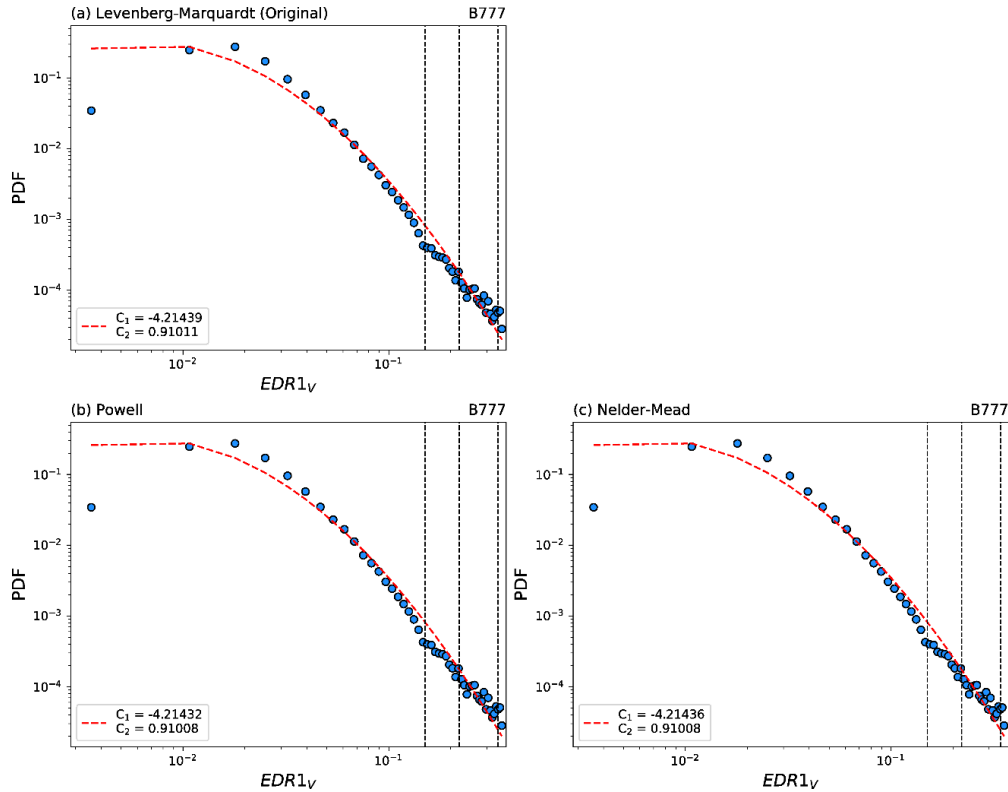 (a) Levenberg-Marquardt (Original) B777
PDF
10⁻¹
10⁻²
10⁻³
10⁻⁴
C₁ = -4.21439
C₂ = 0.91011
10⁻² 10⁻¹
EDR1ᵥ
(b) Powell B777
PDF
10⁻¹
10⁻²
10⁻³
10⁻⁴
C₁ = -4.21432
C₂ = 0.91008
10⁻² 10⁻¹
EDR1ᵥ
(c) Nelder-Mead B777
PDF
10⁻¹
10⁻²
10⁻³
10⁻⁴
C₁ = -4.21436
C₂ = 0.91008
10⁻² 10⁻¹
EDR1ᵥ